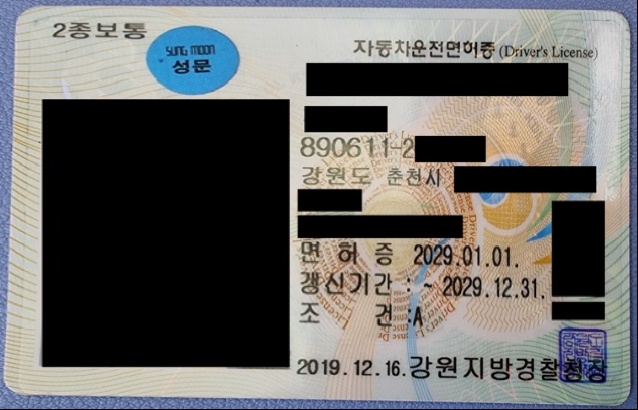 2종보통
sung moon
성문
자동차운전면허증 (Driver's License)
890611-2
강원도 춘천시
면 허 증 2029.01.01.
갱신기간 : ~ 2029.12.31.
조 건 :A
2019.12.16. 강원지방경찰청장